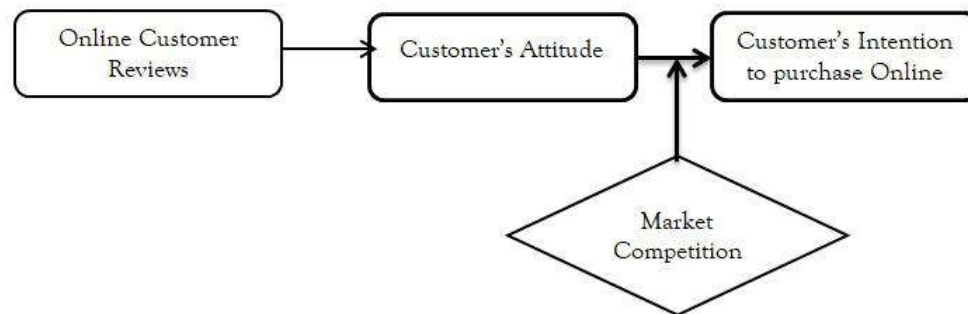 Online Customer
Reviews
Customer’s Attitude
Customer’s Intention
to purchase Online
Market
Competition